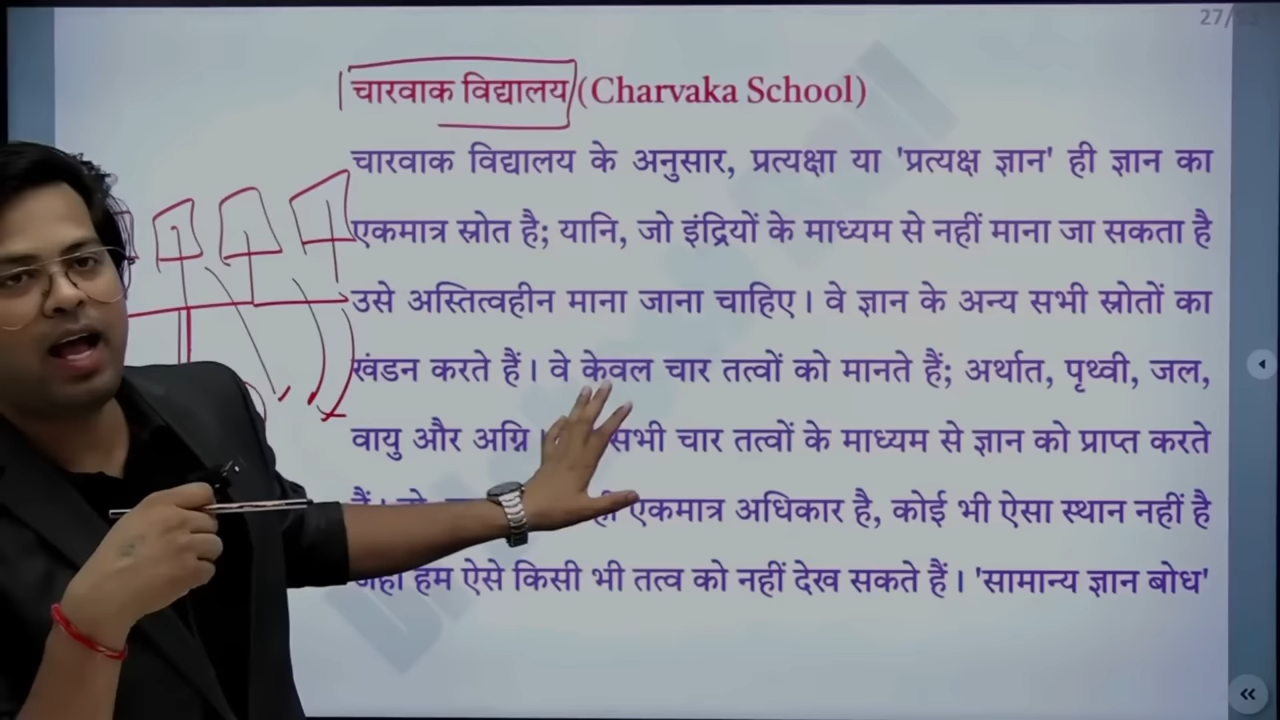 27/
चारवाक विद्यालय (Charvaka School)
चारवाक विद्यालय के अनुसार, प्रत्यक्षा या 'प्रत्यक्ष ज्ञान' ही ज्ञान का
एकमात्र स्रोत है; यानि, जो इंद्रियों के माध्यम से नहीं माना जा सकता है
उसे अस्तित्वहीन माना जाना चाहिए। वे ज्ञान के अन्य सभी स्रोतों का
खंडन करते हैं। वे केवल चार तत्वों को मानते हैं; अर्थात, पृथ्वी, जल,
वायु और अग्नि सभी चार तत्वों के माध्यम से ज्ञान को प्राप्त करते
हैं। ही एकमात्र अधिकार है, कोई भी ऐसा स्थान नहीं है
जहां हम ऐसे किसी भी तत्व को नहीं देख सकते हैं। 'सामान्य ज्ञान बोध'